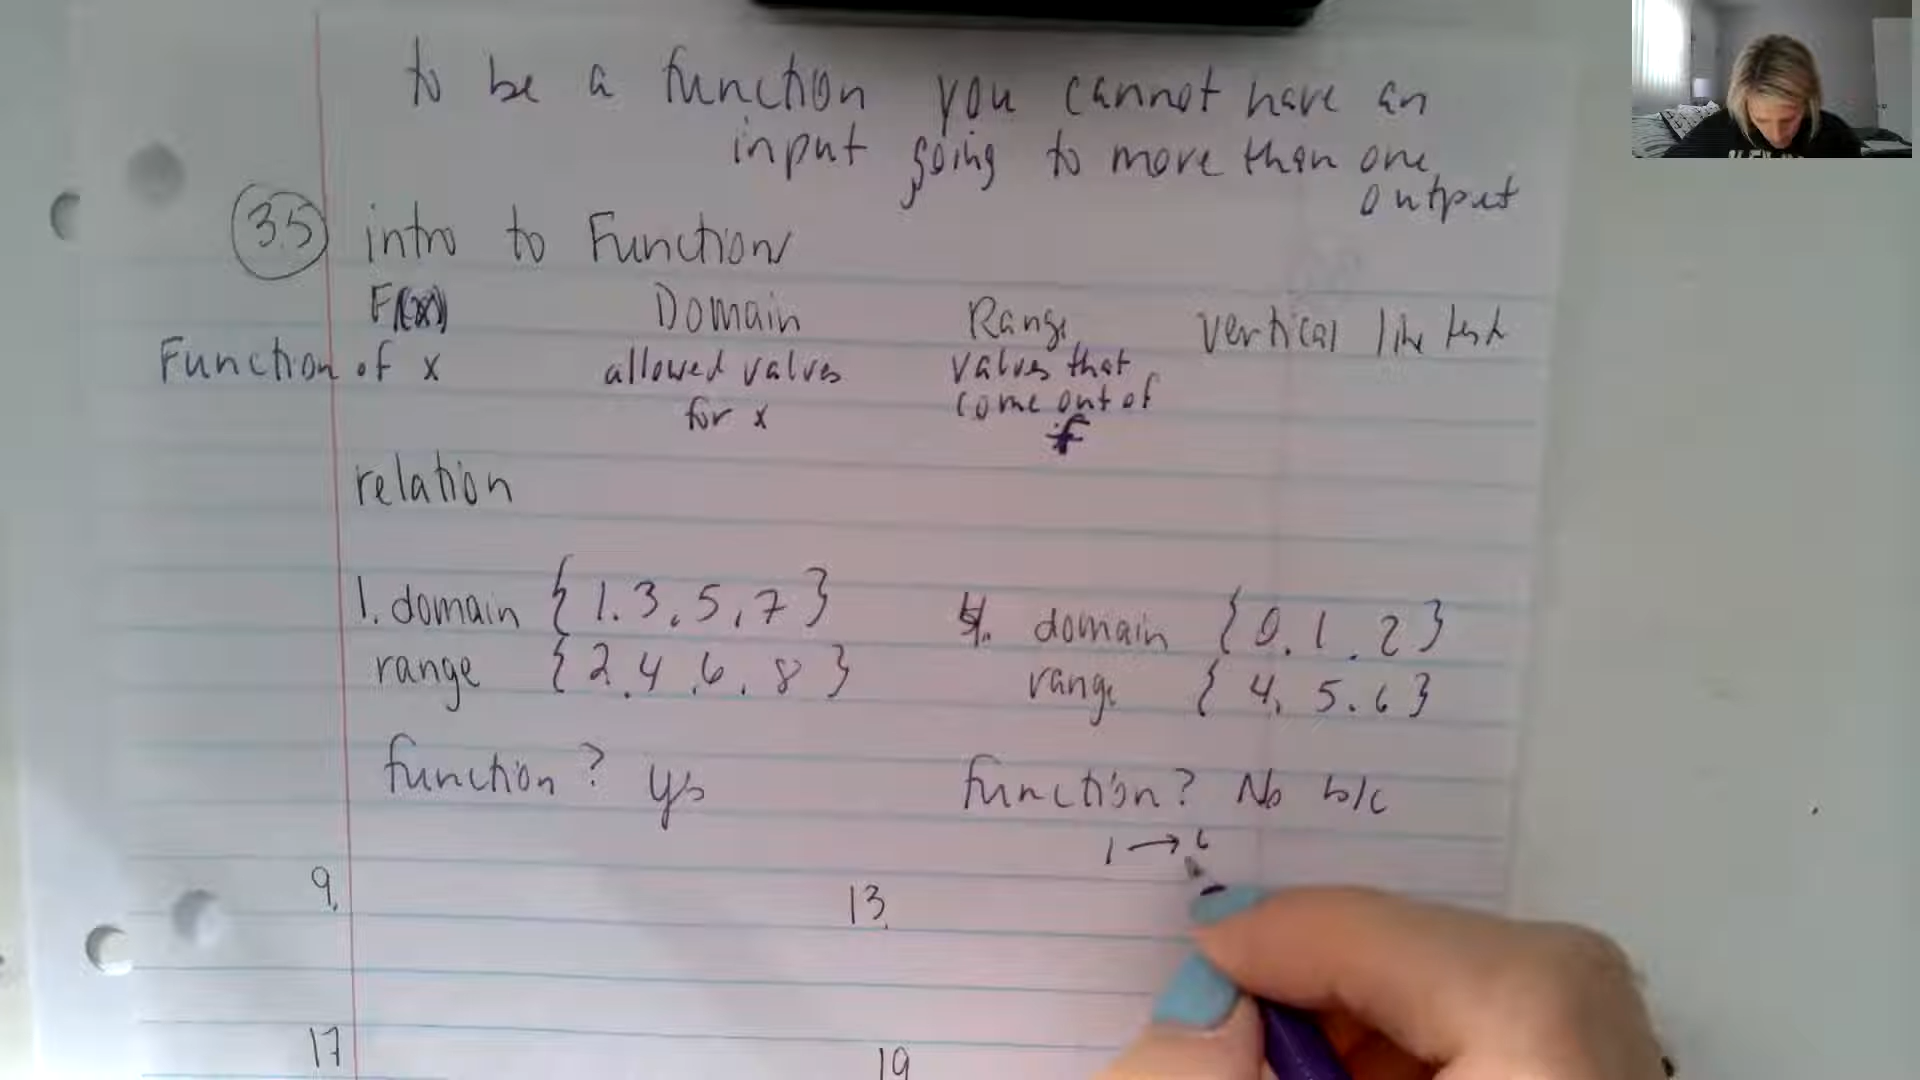 to be a function you cannot have an
input going to more than one
output
3.5 intro to Function
F(x) Domain Range vertical line test
Function of x allowed values values that
for x come out of
f
relation
1. domain {1, 3, 5, 7} domain {0, 1, 2}
range {2, 4, 6, 8} range {4, 5, 6}
function? yes function? No b/c
1 → 6
9. 13.
17 19